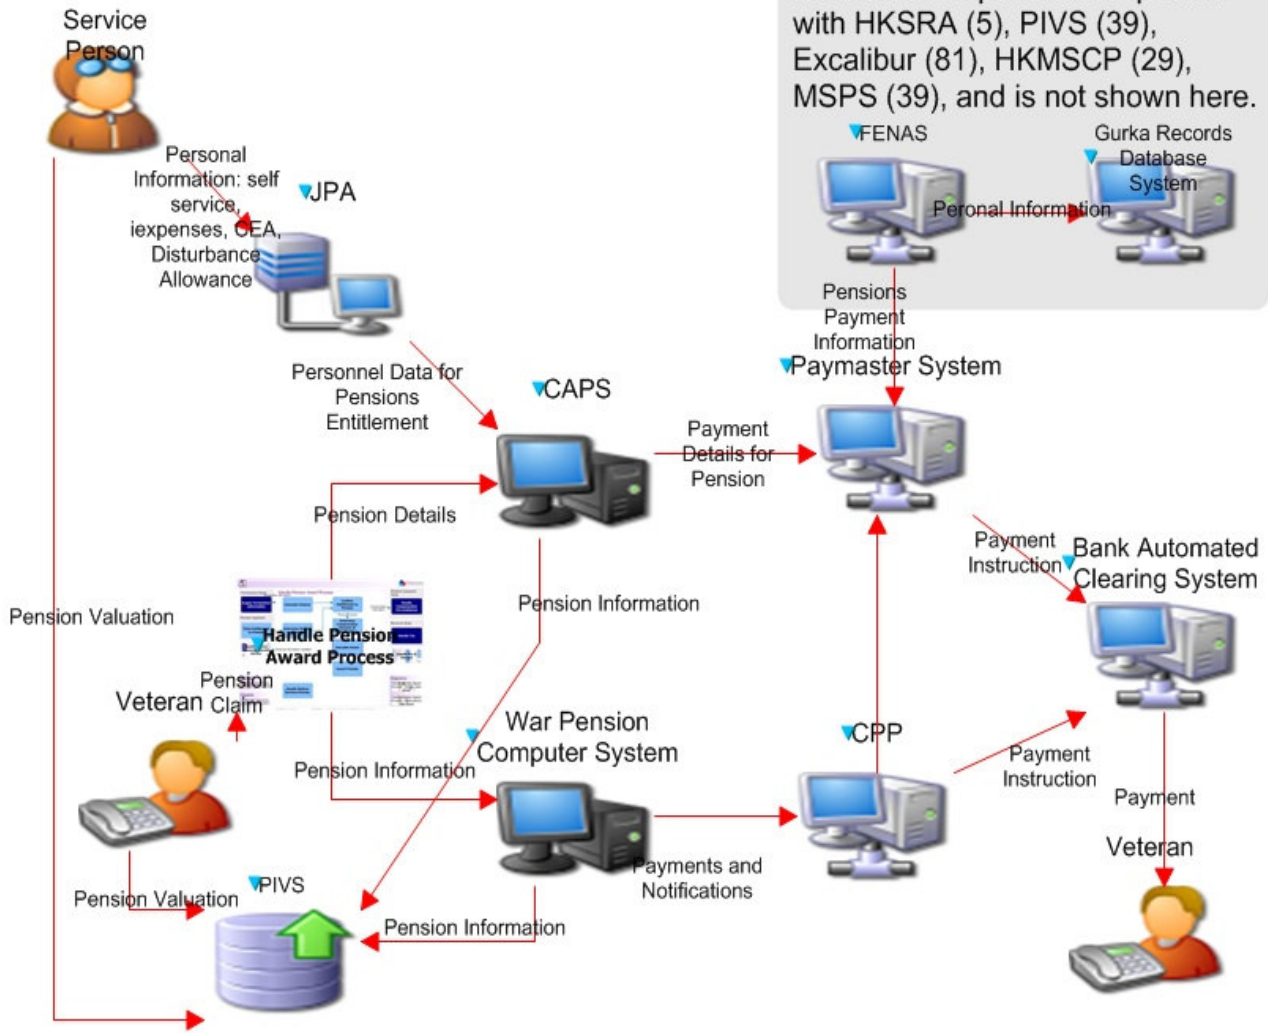 Service
Person
with HKSRA (5), PIVS (39),
Excalibur (81), HKMSCP (29),
MSPS (39), and is not shown here.
FENAS
Gurka Records
Database
System
Peronal Information
Personal
Information: self
service,
iexpenses, CEA,
Disturbance
Allowance
JPA
Pensions
Payment
Information
Paymaster System
Personnel Data for
Pensions
Entitlement
CAPS
Payment
Details for
Pension
Pension Details
Payment
Instruction
Bank Automated
Clearing System
Pension Valuation
Pension Information
Handle Pension
Award Process
Pension
Claim
Veteran
War Pension
Computer System
Pension Information
CPP
Payment
Instruction
Payment
Payments and
Notifications
Veteran
Pension Valuation
PIVS
Pension Information